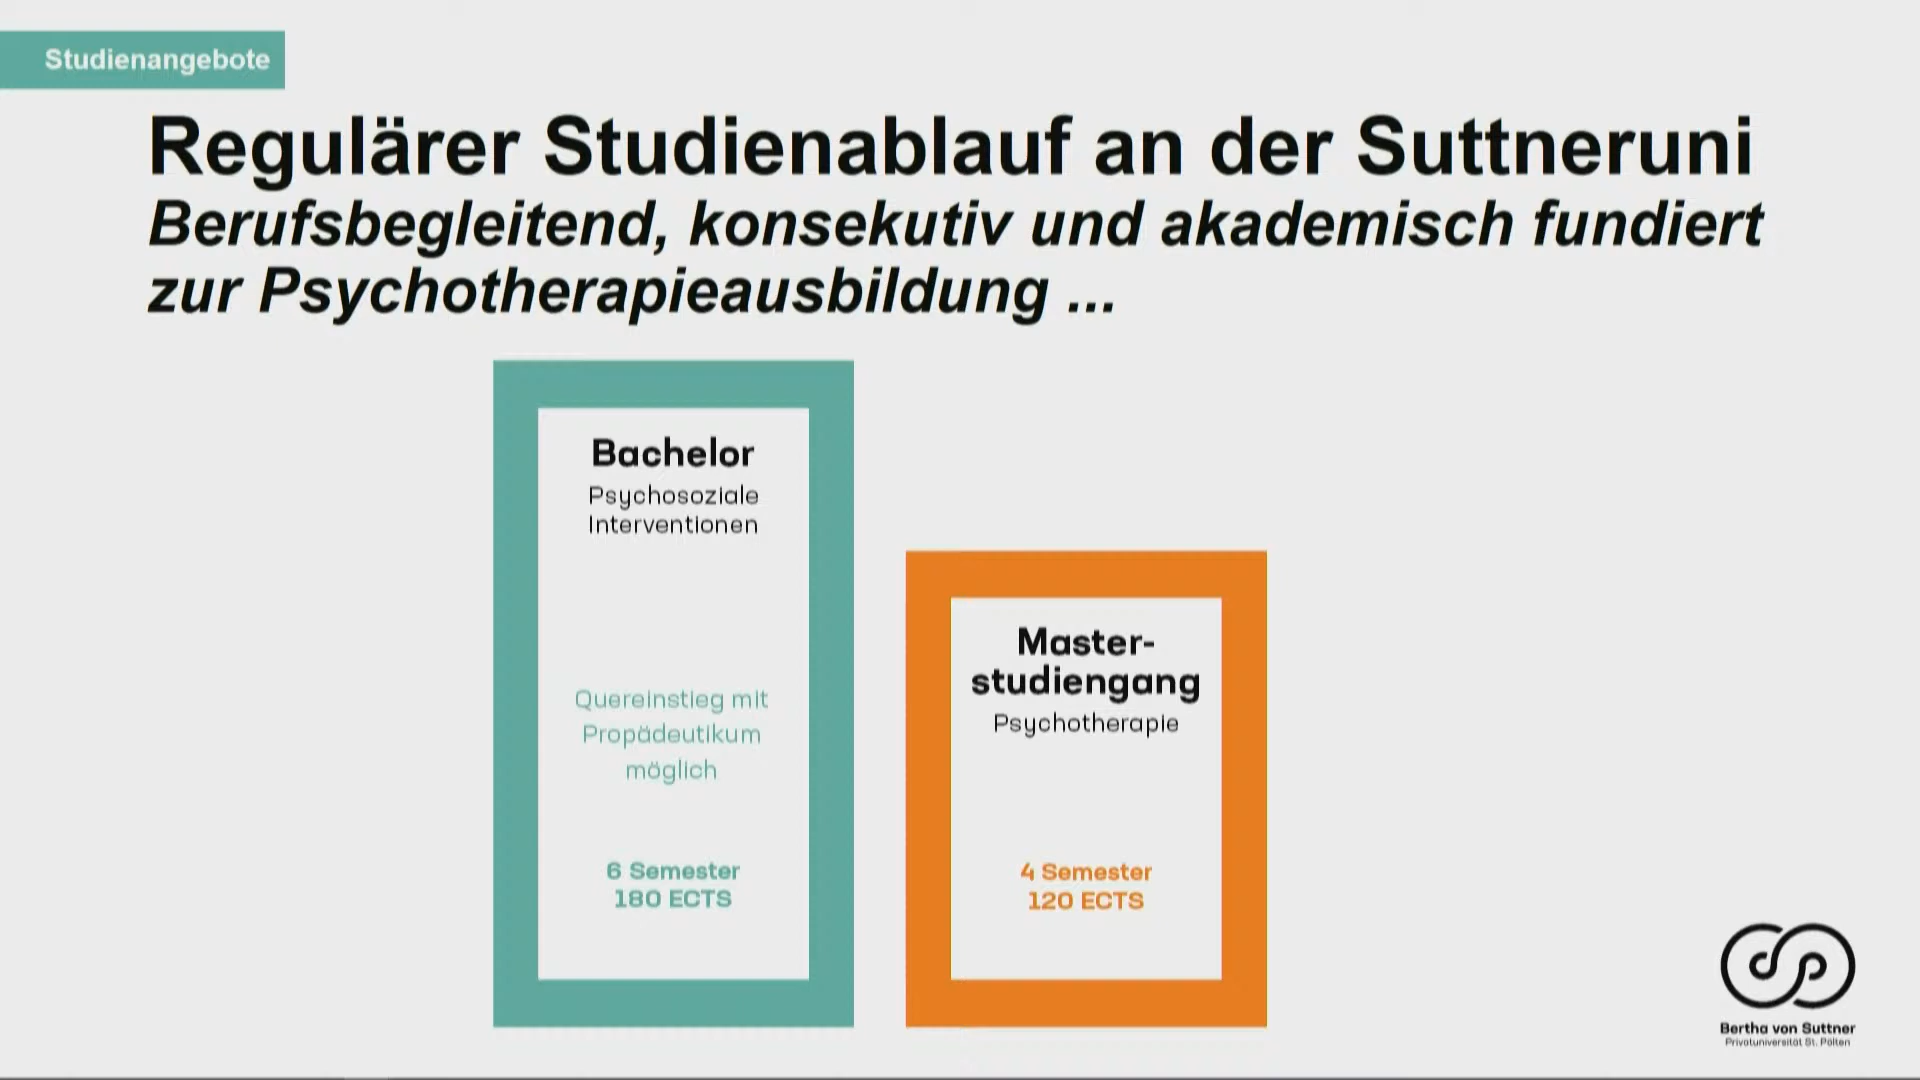 Studienangebote
Regulärer Studienablauf an der Suttneruni
Berufsbegleitend, konsekutiv und akademisch fundiert
zur Psychotherapieausbildung ...
Bachelor
Psychosoziale
Interventionen
Quereinstieg mit
Propädeutikum
möglich
6 Semester
180 ECTS
Master-
studiengang
Psychotherapie
4 Semester
120 ECTS
Bertha von Suttner
Privatuniversität St. Pölten